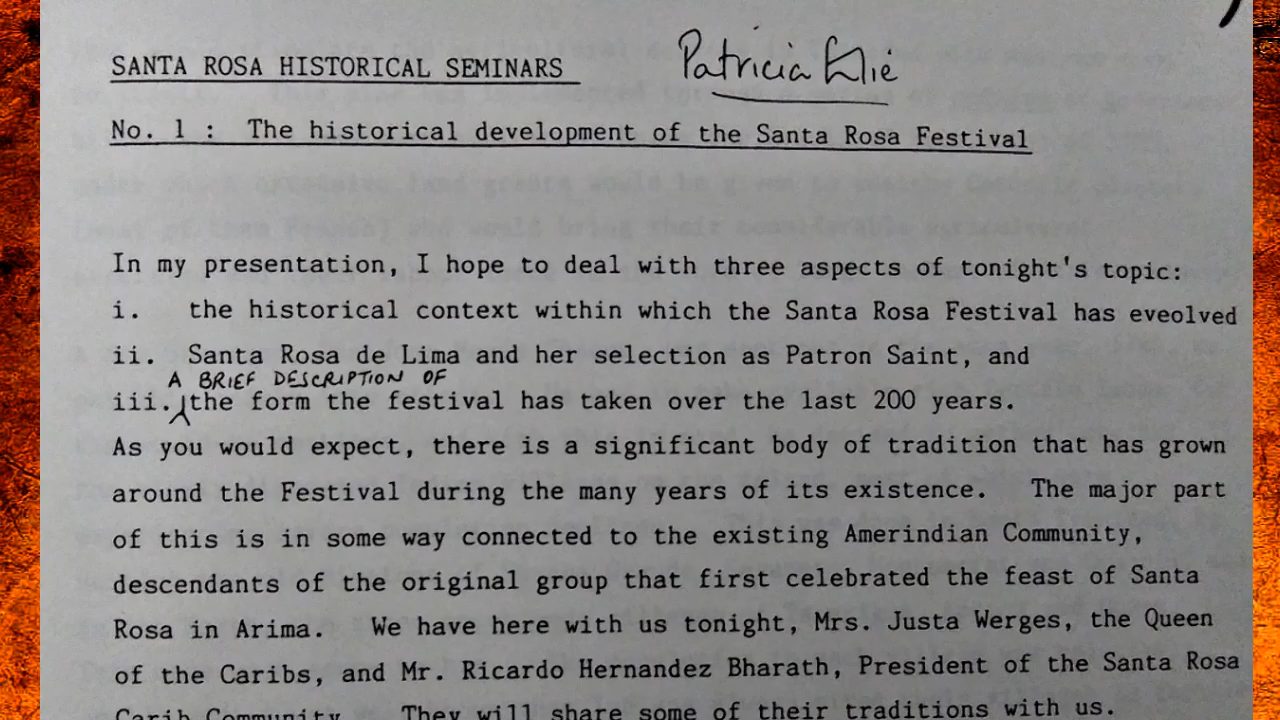 SANTA ROSA HISTORICAL SEMINARS Patricia Elie
No. 1 : The historical development of the Santa Rosa Festival
In my presentation, I hope to deal with three aspects of tonight's topic:
i. the historical context within which the Santa Rosa Festival has eveolved
ii. Santa Rosa de Lima and her selection as Patron Saint, and
A BRIEF DESCRIPTION OF
iii. the form the festival has taken over the last 200 years.
As you would expect, there is a significant body of tradition that has grown
around the Festival during the many years of its existence. The major part
of this is in some way connected to the existing Amerindian Community,
descendants of the original group that first celebrated the feast of Santa
Rosa in Arima. We have here with us tonight, Mrs. Justa Werges, the Queen
of the Caribs, and Mr. Ricardo Hernandez Bharath, President of the Santa Rosa
Carib Community. They will share some of their traditions with us.